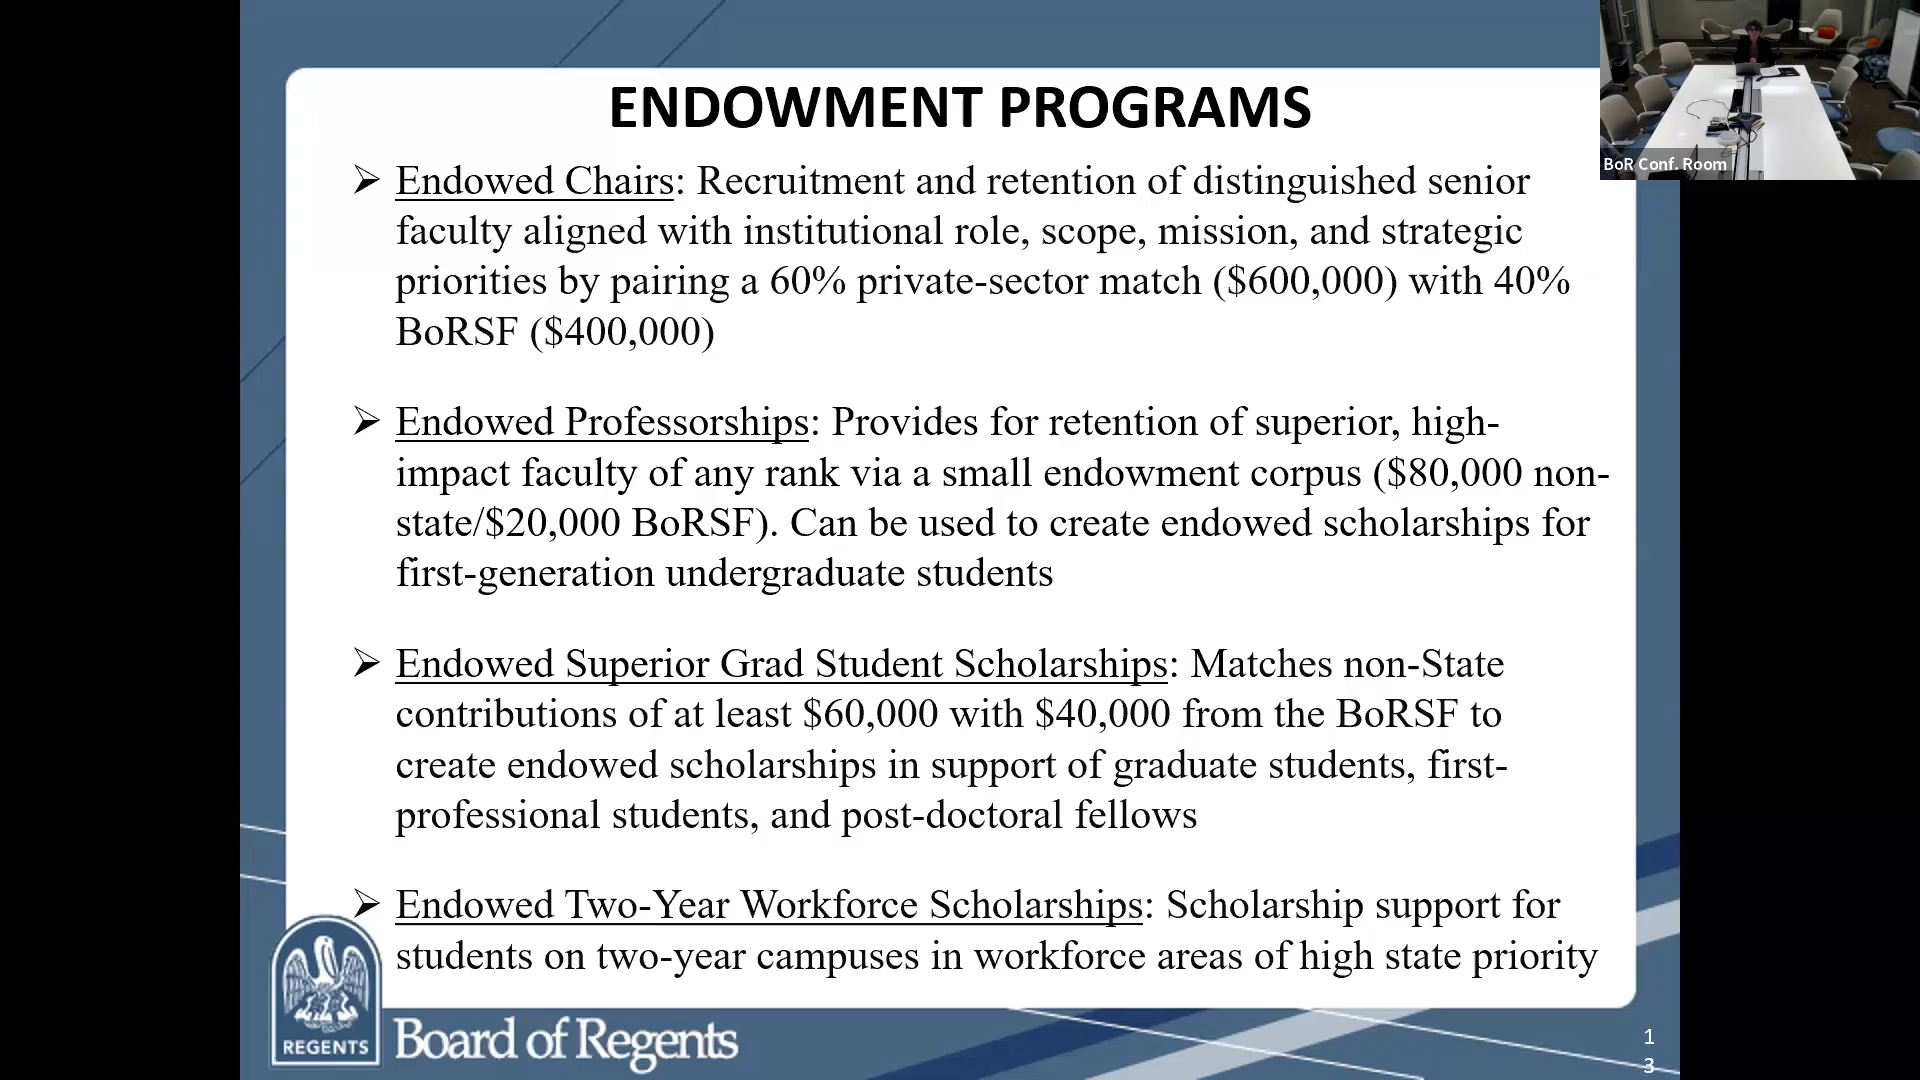 ENDOWMENT PROGRAMS
➢ Endowed Chairs: Recruitment and retention of distinguished senior
faculty aligned with institutional role, scope, mission, and strategic
priorities by pairing a 60% private-sector match ($600,000) with 40%
BoRSF ($400,000)
➢ Endowed Professorships: Provides for retention of superior, high-
impact faculty of any rank via a small endowment corpus ($80,000 non-
state/$20,000 BoRSF). Can be used to create endowed scholarships for
first-generation undergraduate students
➢ Endowed Superior Grad Student Scholarships: Matches non-State
contributions of at least $60,000 with $40,000 from the BoRSF to
create endowed scholarships in support of graduate students, first-
professional students, and post-doctoral fellows
➢ Endowed Two-Year Workforce Scholarships: Scholarship support for
students on two-year campuses in workforce areas of high state priority
REGENTS
Board of Regents
1
3
BoR Conf. Room